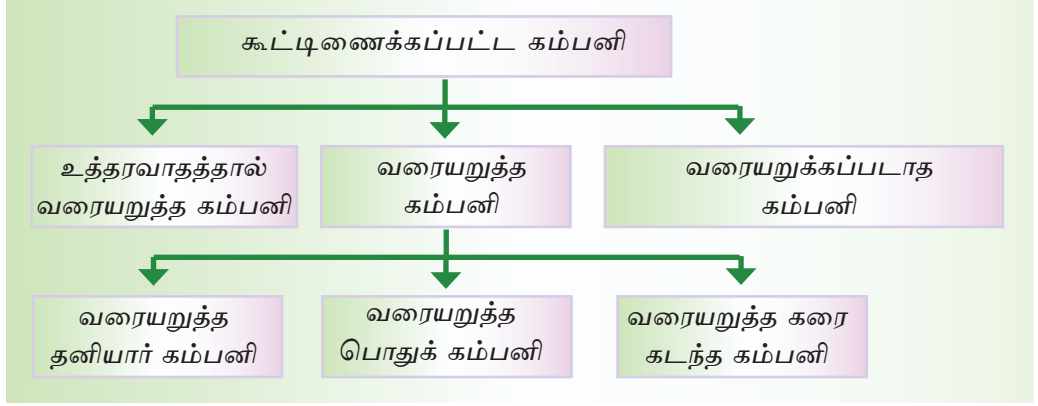 கூட்டிணைக்கப்பட்ட கம்பனி
உத்தரவாதத்தால்
வரையறுத்த கம்பனி
வரையறுத்த
கம்பனி
வரையறுக்கப்படாத
கம்பனி
வரையறுத்த
தனியார் கம்பனி
வரையறுத்த
பொதுக் கம்பனி
வரையறுத்த கரை
கடந்த கம்பனி